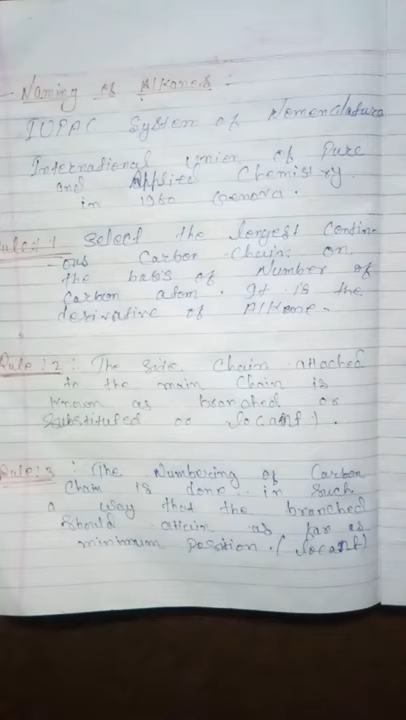 - Naming of Alkanes :
IUPAC System of Nomenclature
International Union of Pure
and Applied Chemistry.
in 1960 Genova.
Rule: 1 Select the longest contine
- ous Carbon Chain on
the basis of Number of
Carbon atom. It is the
derivative of Alkane.
Rule: 2 : The Site Chain attached
to the main Chain is
known as branched or
Substituted or locant).
Rule: 3 : The Numbering of Carbon
Chain is done in such
a way that the branched
should as far as
minimum position. (locant)